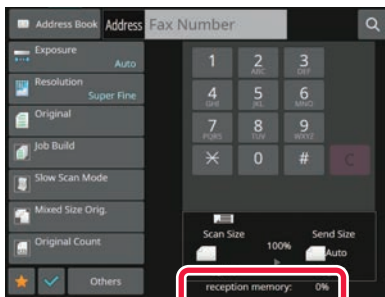 Address Book
Address
Fax Number
Exposure
Auto
Resolution
Super Fine
Original
Job Build
Slow Scan Mode
Mixed Size Orig.
Original Count
Others
1
2
ABC
3
DEF
4
GHI
5
JKL
6
MNO
7
PQRS
8
TUV
9
WXYZ
0
#
C
Scan Size
100%
Send Size
Auto
reception memory: 0%